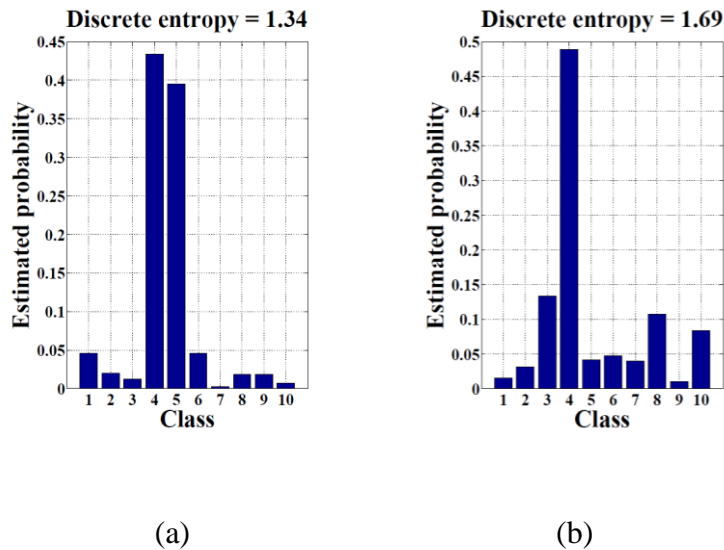 Discrete entropy = 1.34
Estimated probability
0.45
0.4
0.35
0.3
0.25
0.2
0.15
0.1
0.05
0
1 2 3 4 5 6 7 8 9 10
Class
(a)
Discrete entropy = 1.69
Estimated probability
0.5
0.45
0.4
0.35
0.3
0.25
0.2
0.15
0.1
0.05
0
1 2 3 4 5 6 7 8 9 10
Class
(b)